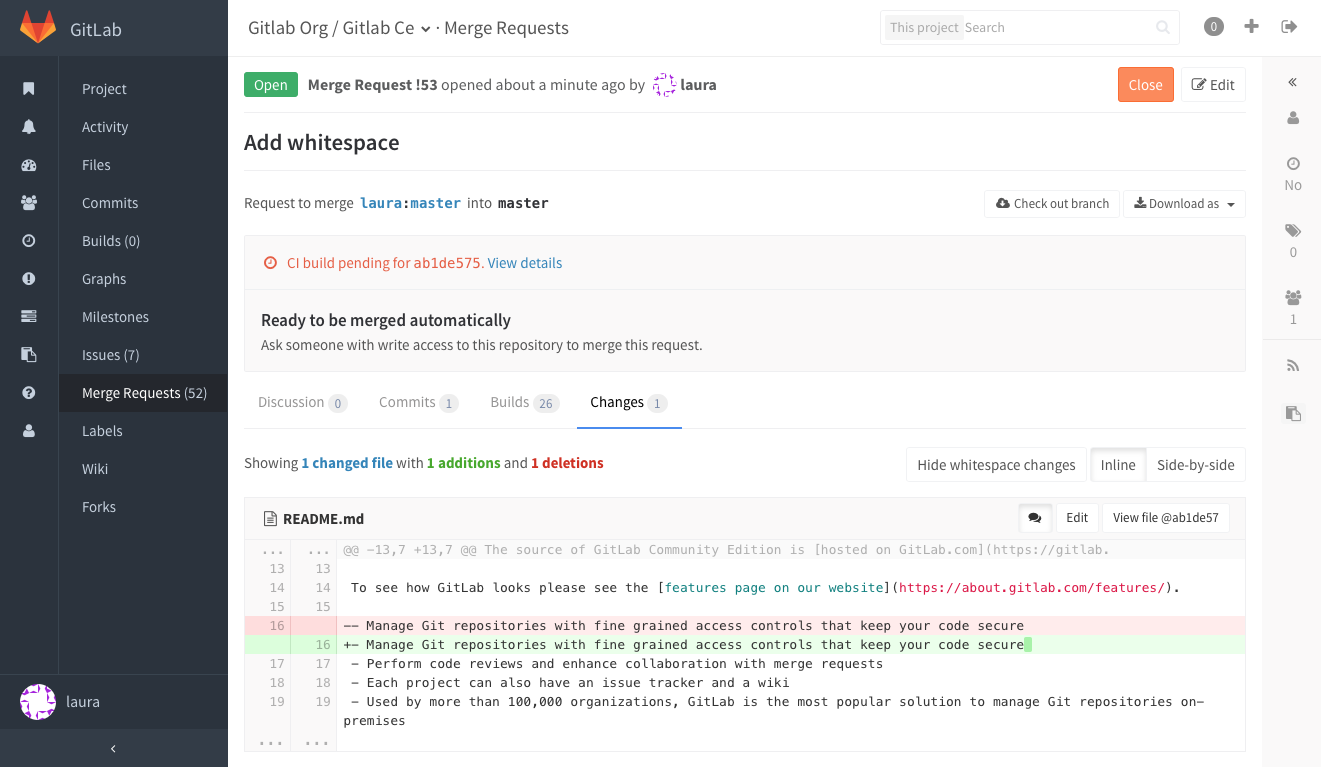 GitLab
Gitlab Org / Gitlab Ce · Merge Requests
This project Search
0
Project
Activity
Files
Commits
Builds (0)
Graphs
Milestones
Issues (7)
Merge Requests (52)
Labels
Wiki
Forks
laura
Open Merge Request !53 opened about a minute ago by laura
Close
Edit
Add whitespace
Request to merge laura:master into master
Check out branch
Download as
CI build pending for ab1de575. View details
Ready to be merged automatically
Ask someone with write access to this repository to merge this request.
Discussion 0 Commits 1 Builds 26 Changes 1
Showing 1 changed file with 1 additions and 1 deletions
Hide whitespace changes Inline Side-by-side
README.md
Edit View file @ab1de57
... ... @@ -13,7 +13,7 @@ The source of GitLab Community Edition is [hosted on GitLab.com](https://gitlab.
13 13
14 14 To see how GitLab looks please see the [features page on our website](https://about.gitlab.com/features/).
15 15
16 -- Manage Git repositories with fine grained access controls that keep your code secure
16 +- Manage Git repositories with fine grained access controls that keep your code secure
17 17 - Perform code reviews and enhance collaboration with merge requests
18 18 - Each project can also have an issue tracker and a wiki
19 19 - Used by more than 100,000 organizations, GitLab is the most popular solution to manage Git repositories on-
premises
... ...
No
0
1